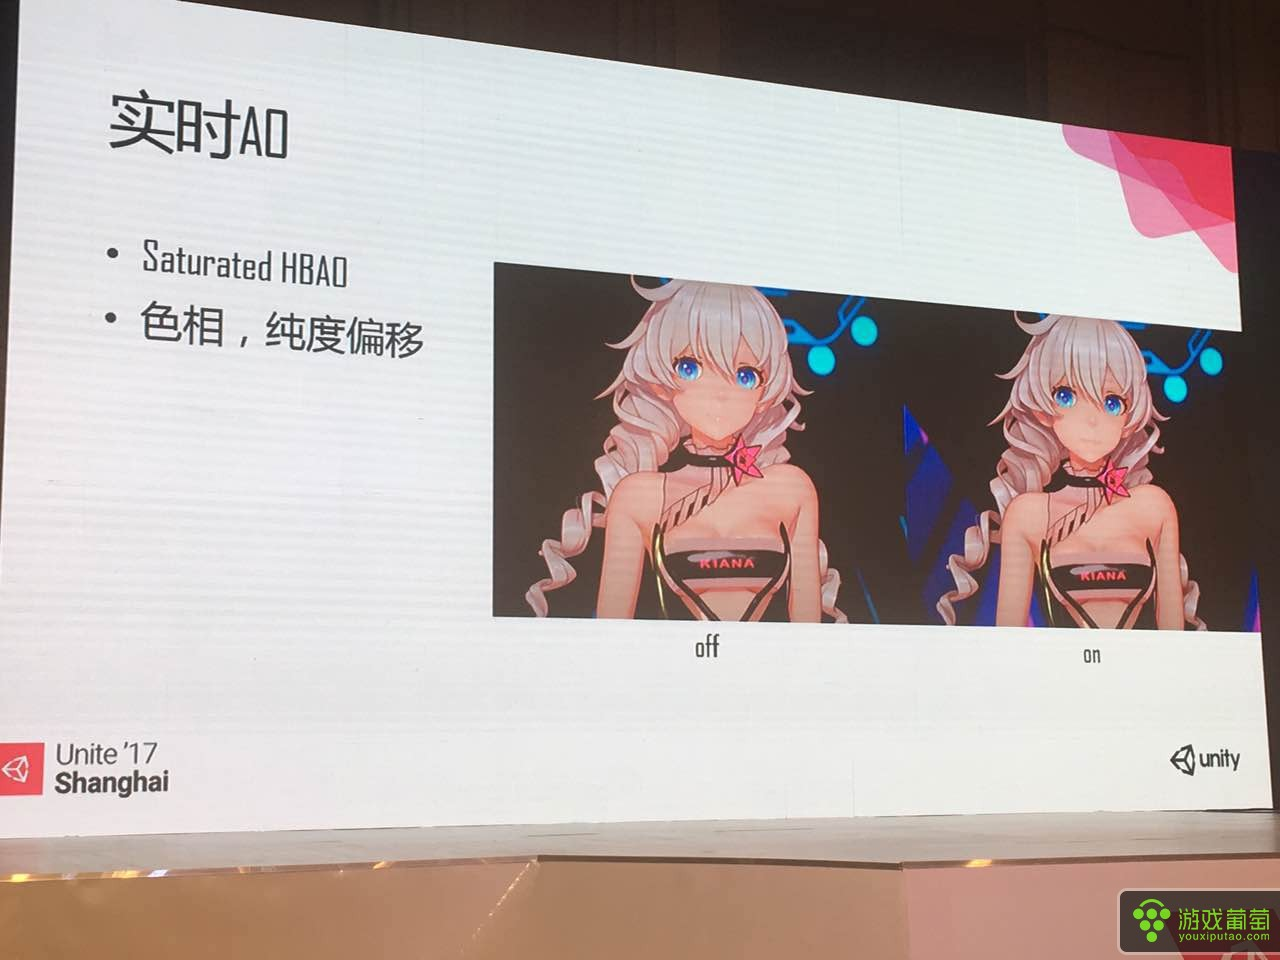 实时AO
• Saturated HBAO
• 色相，纯度偏移
KIANA
KIANA
off
on
Unite '17
Shanghai
unity
游戏葡萄
youxiputao.com